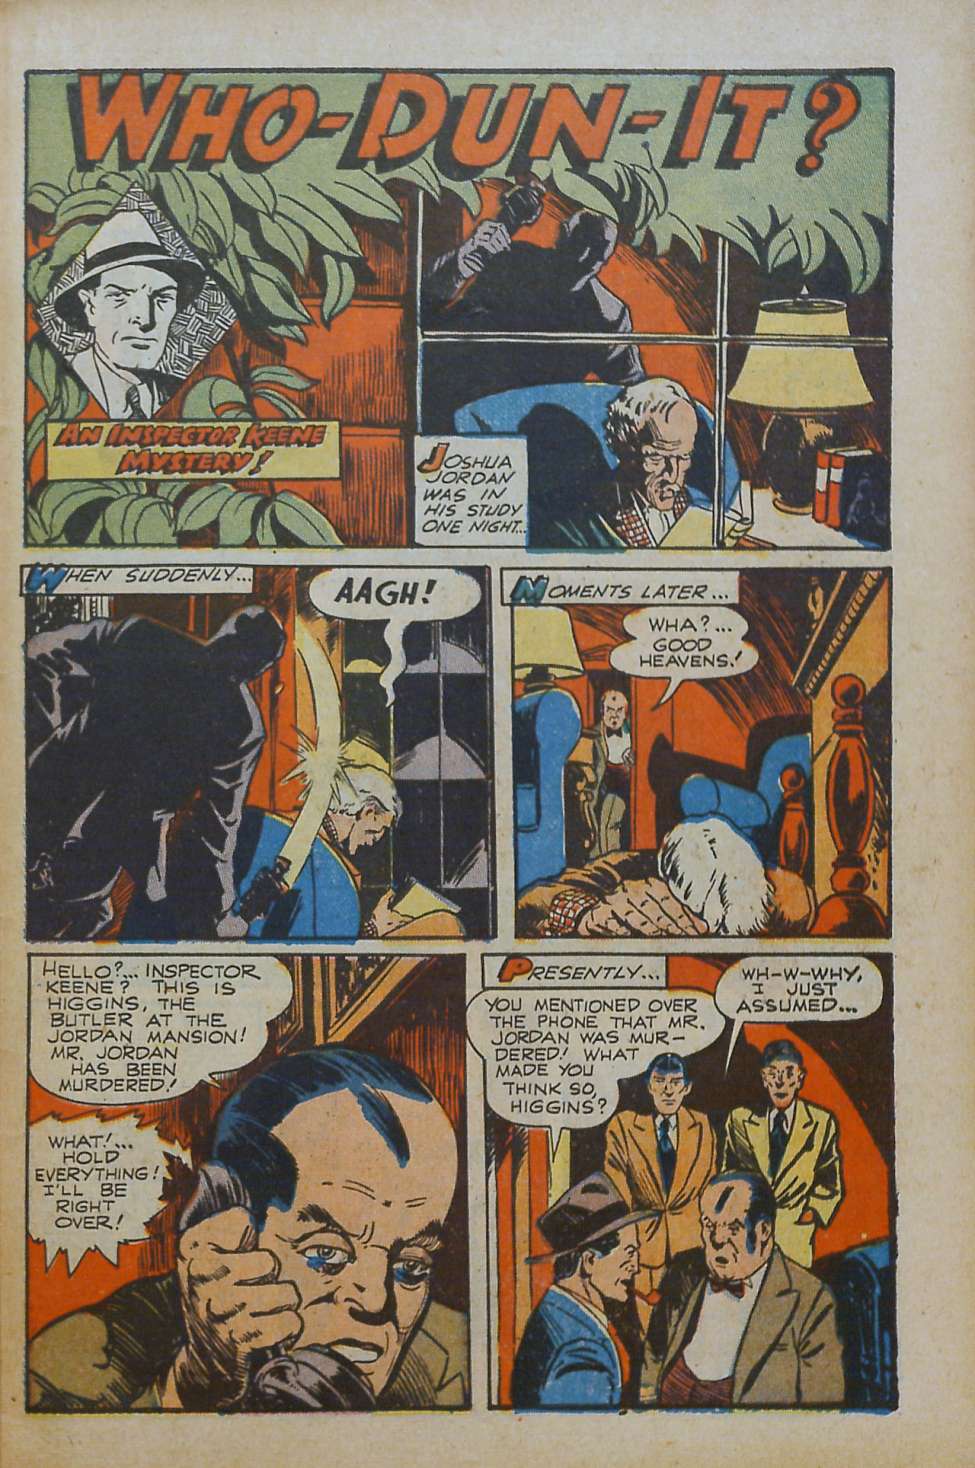 WHO-DUN-IT?
AN INSPECTOR KEENE
MYSTERY!
JOSHUA
JORDAN
WAS IN
HIS STUDY
ONE NIGHT...
WHEN SUDDENLY...
AAGH!
MOMENTS LATER...
WHA?...
GOOD
HEAVENS!
HELLO?... INSPECTOR
KEENE? THIS IS
HIGGINS, THE
BUTLER AT THE
JORDAN MANSION!
MR. JORDAN
HAS BEEN
MURDERED!
WHAT!...
HOLD
EVERYTHING!
I'LL BE
RIGHT
OVER!
PRESENTLY...
YOU MENTIONED OVER
THE PHONE THAT MR.
JORDAN WAS MUR-
DERED! WHAT
MADE YOU
THINK SO,
HIGGINS?
WH-W-WHY,
I JUST
ASSUMED...